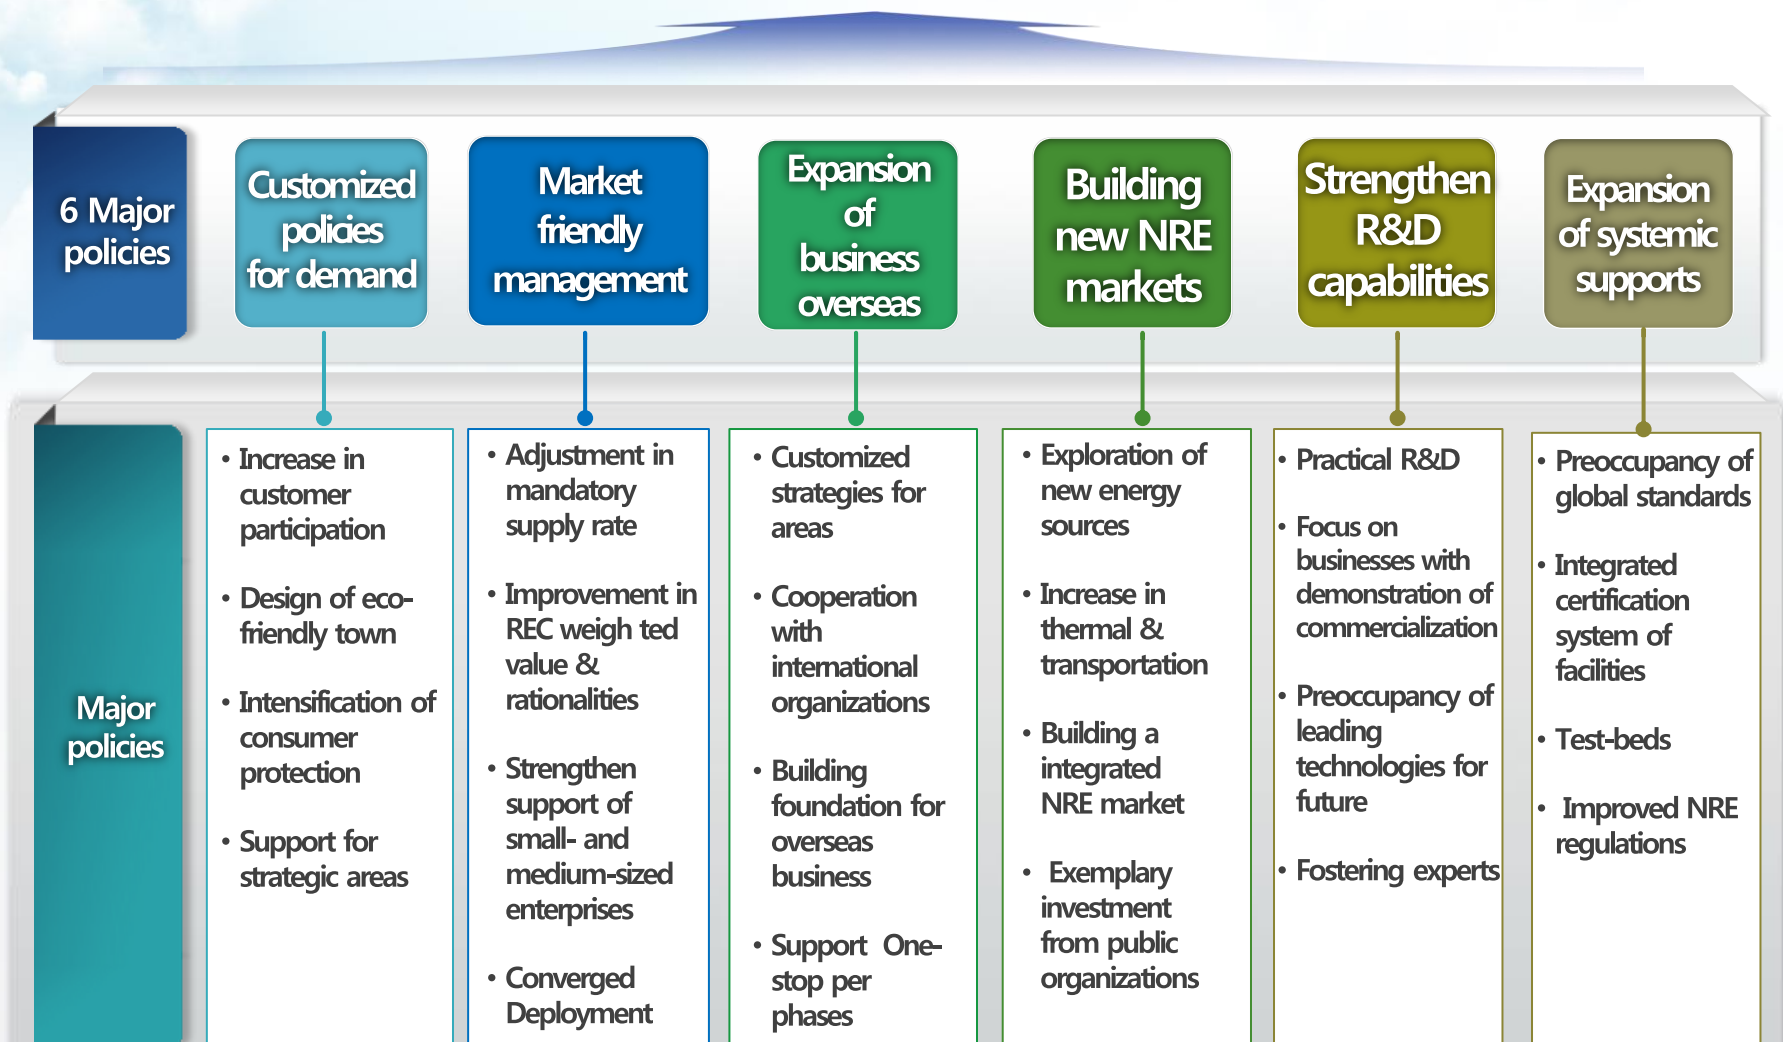 6 Major
policies
Customized
policies
for demand
Market
friendly
management
Expansion
of
business
overseas
Building
new NRE
markets
Strengthen
R&D
capabilities
Expansion
of systemic
supports
Major
policies
• Increase in
customer
participation
• Design of eco-
friendly town
• Intensification of
consumer
protection
• Support for
strategic areas
• Adjustment in
mandatory
supply rate
• Improvement in
REC weigh ted
value &
rationalities
• Strengthen
support of
small- and
medium-sized
enterprises
• Converged
Deployment
• Customized
strategies for
areas
• Cooperation
with
international
organizations
• Building
foundation for
overseas
business
• Support One-
stop per
phases
• Exploration of
new energy
sources
• Increase in
thermal &
transportation
• Building a
integrated
NRE market
• Exemplary
investment
from public
organizations
• Practical R&D
• Focus on
businesses with
demonstration of
commercialization
• Preoccupancy of
leading
technologies for
future
• Fostering experts
• Preoccupancy of
global standards
• Integrated
certification
system of
facilities
• Test-beds
• Improved NRE
regulations